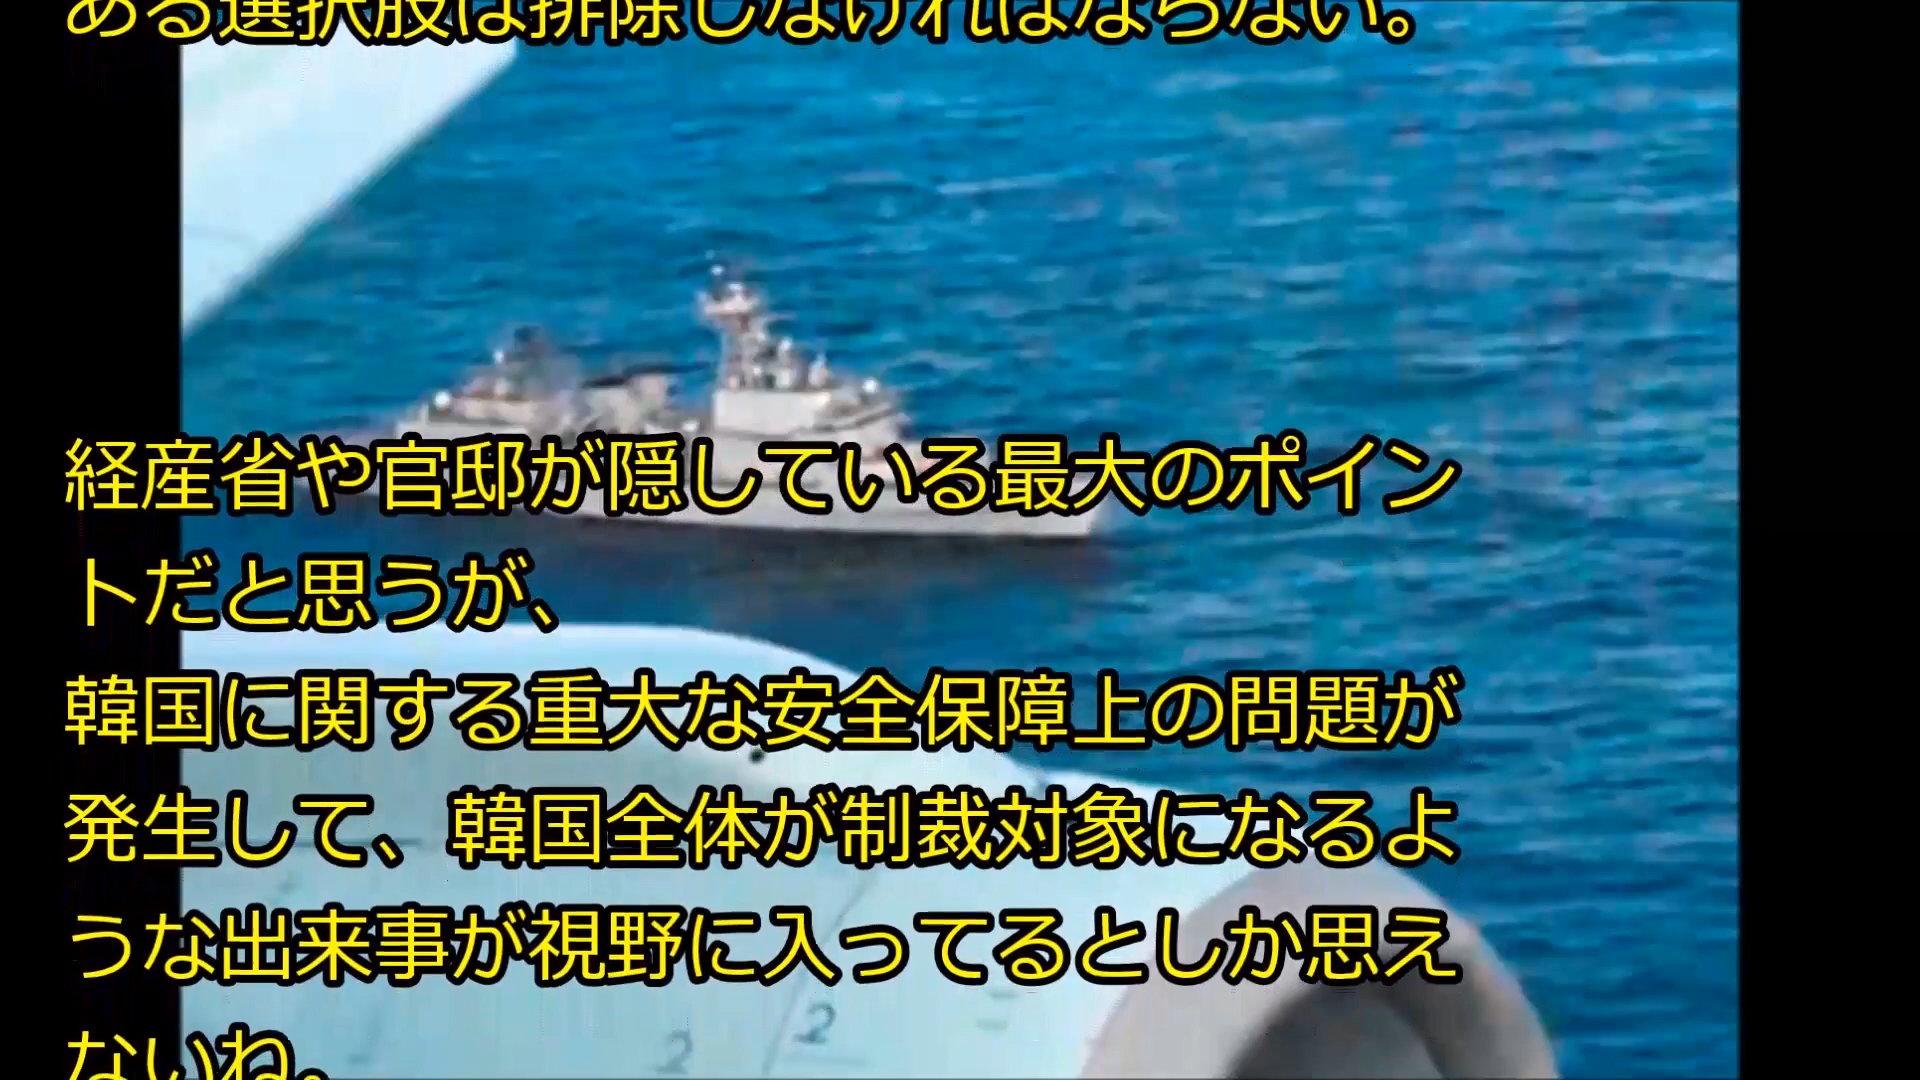 ある選択肢は排除しなければならない。
経産省や官邸が隠している最大のポイン
トだと思うが、
韓国に関する重大な安全保障上の問題が
発生して、韓国全体が制裁対象になるよ
うな出来事が視野に入ってるとしか思え
ないね。
2
2